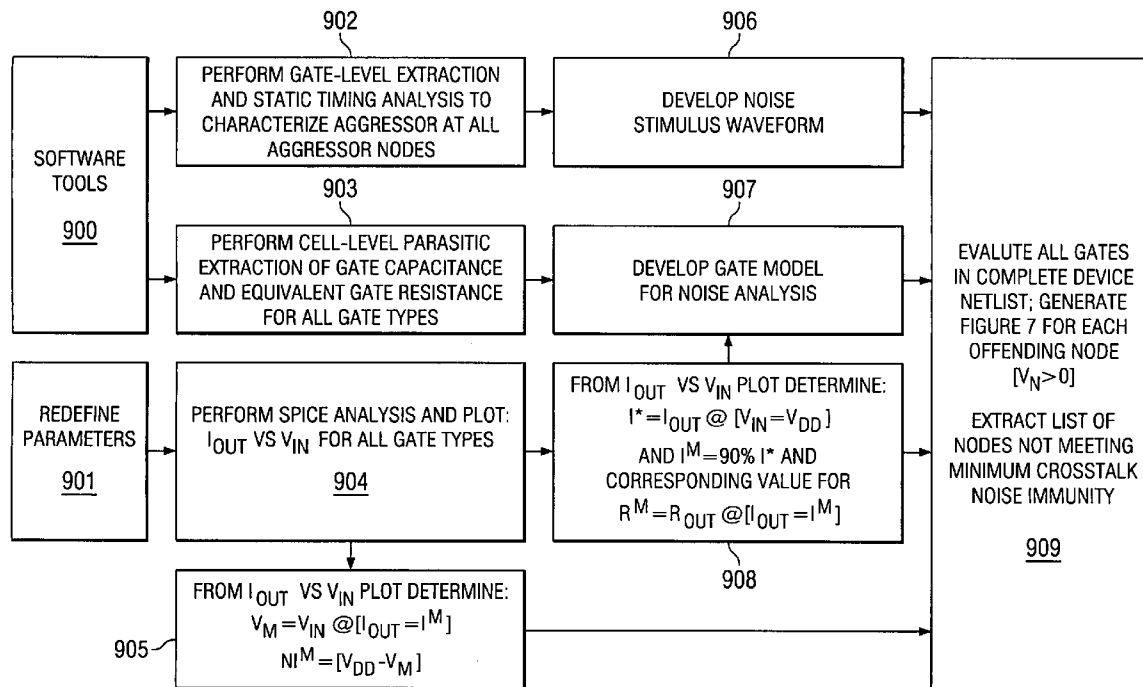 902
906
PERFORM GATE-LEVEL EXTRACTION
AND STATIC TIMING ANALYSIS TO
CHARACTERIZE AGGRESSOR AT ALL
AGGRESSOR NODES
DEVELOP NOISE
STIMULUS WAVEFORM
SOFTWARE
TOOLS
900
903
907
PERFORM CELL-LEVEL PARASITIC
EXTRACTION OF GATE CAPACITANCE
AND EQUIVALENT GATE RESISTANCE
FOR ALL GATE TYPES
DEVELOP GATE MODEL
FOR NOISE ANALYSIS
REDEFINE
PARAMETERS
901
PERFORM SPICE ANALYSIS AND PLOT:
I_OUT VS V_IN FOR ALL GATE TYPES
904
FROM I_OUT VS V_IN PLOT DETERMINE:
I*=I_OUT @ [V_IN=V_DD]
AND I^M=90% I* AND
CORRESPONDING VALUE FOR
R^M=R_OUT @[I_OUT=I^M]
908
905
FROM I_OUT VS V_IN PLOT DETERMINE:
V_M=V_IN @[I_OUT=I^M]
NI^M=[V_DD-V_M]
EVALUTE ALL GATES
IN COMPLETE DEVICE
NETLIST; GENERATE
FIGURE 7 FOR EACH
OFFENDING NODE
[V_N>0]
EXTRACT LIST OF
NODES NOT MEETING
MINIMUM CROSSTALK
NOISE IMMUNITY
909